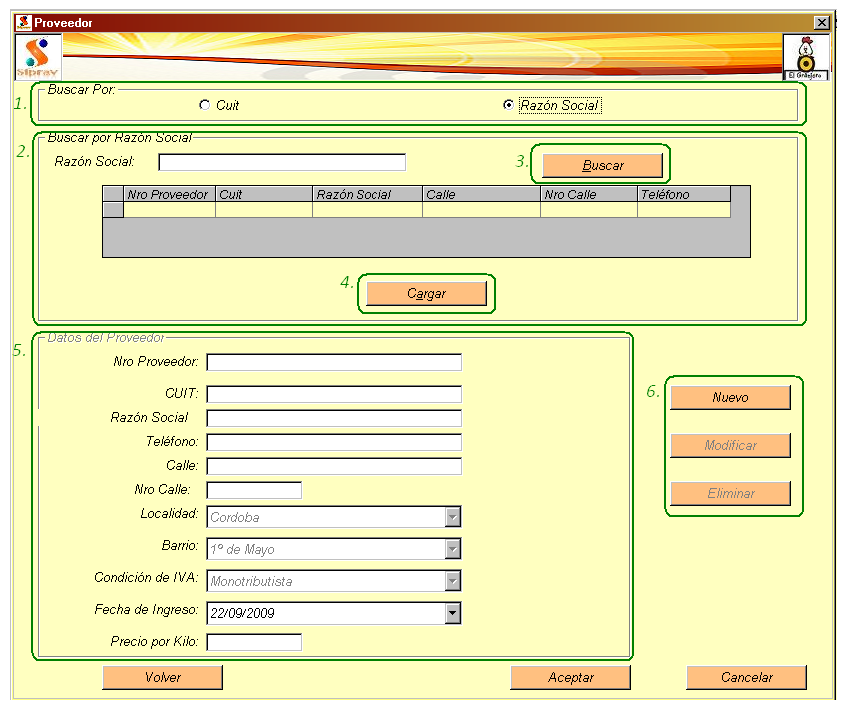 Proveedor
Siprav
El Granjero
1. Buscar Por:
Cuit Razón Social
2. Buscar por Razón Social
Razón Social: 3. Buscar
Nro Proveedor Cuit Razón Social Calle Nro Calle Teléfono
4. Cargar
5. Datos del Proveedor
Nro Proveedor:
CUIT: 6. Nuevo
Razón Social
Teléfono: Modificar
Calle:
Nro Calle: Eliminar
Localidad: Cordoba
Barrio: 1º de Mayo
Condición de IVA: Monotributista
Fecha de Ingreso: 22/09/2009
Precio por Kilo:
Volver Aceptar Cancelar